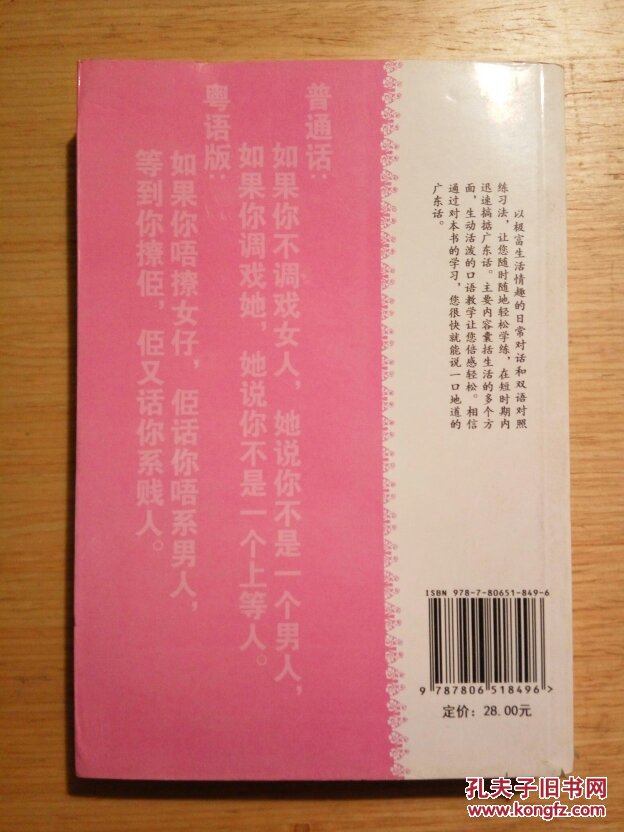 以极富生活情趣的日常对话和双语对照
练习法，让您随时随地轻松学练，在短时期内
迅速搞掂广东话。主要内容囊括生活的多个方
面，生动活泼的口语教学让您倍感轻松。相信
通过对本书的学习，您很快就能说一口地道的
广东话。
普通话：
如果你不调戏女人，她说你不是一个男人，
如果你调戏她，她说你不是一个上等人。
粤语版：
如果你唔撩女仔，佢话你唔系男人，
等到你撩佢，佢又话你系贱人。
ISBN 978-7-80651-849-6
9 787806 518496 >
定价：28.00元
孔夫子旧书网
www.kongfz.com